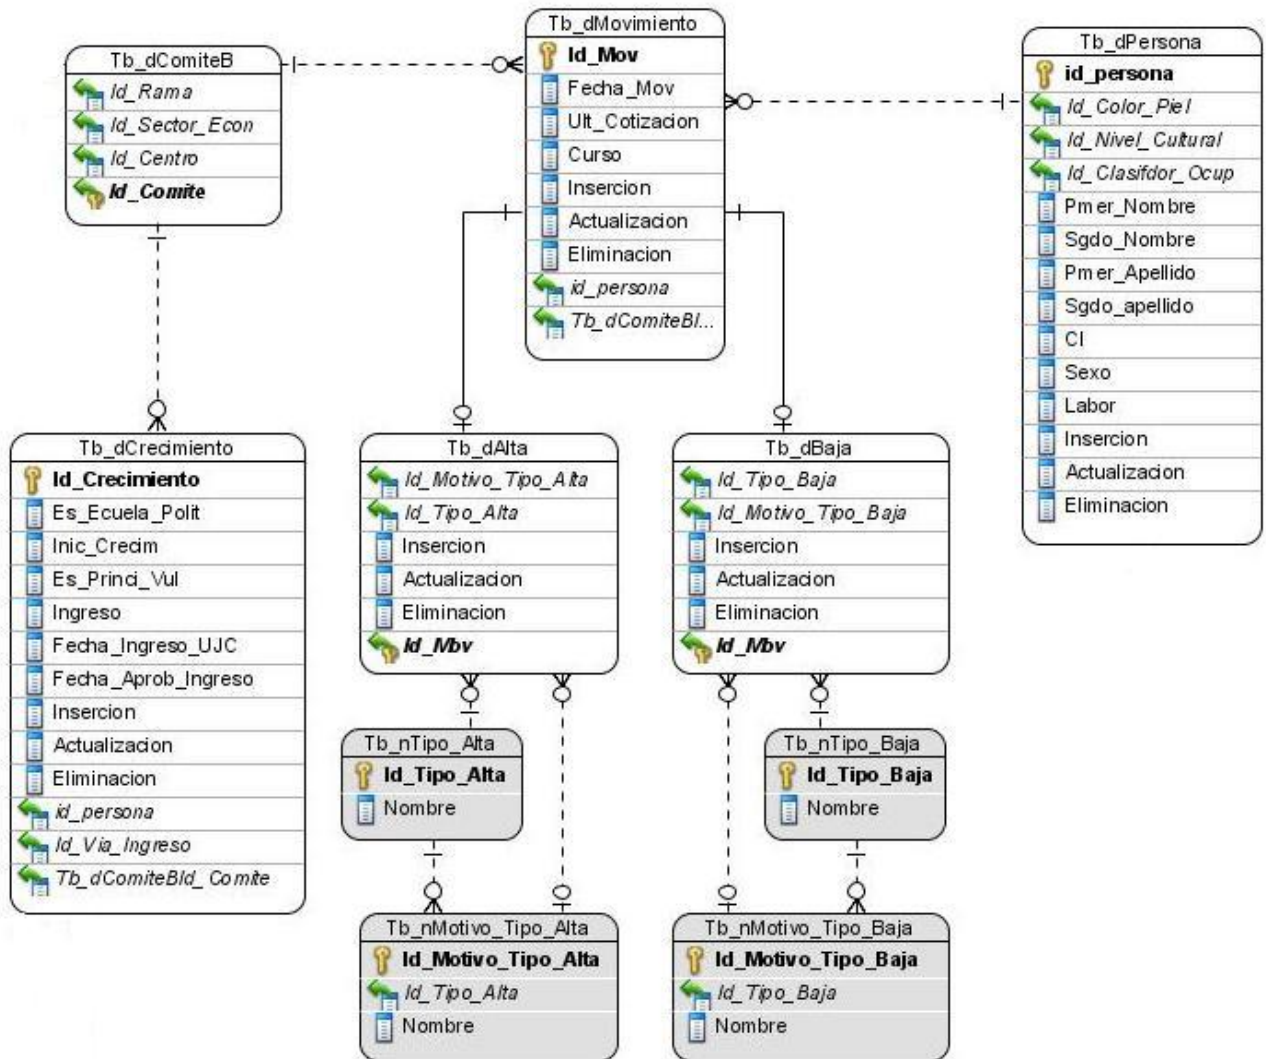 Tb_dComiteB
Id_Rama
Id_Sector_Econ
Id_Centro
Id_Comite
Tb_dMovimiento
Id_Mov
Fecha_Mov
Ult_Cotizacion
Curso
Insercion
Actualizacion
Eliminacion
id_persona
Tb_dComiteBI...
Tb_dPersona
id_persona
Id_Color_Piel
Id_Nivel_Cultural
Id_Clasifdor_Ocup
Pmer_Nombre
Sgdo_Nombre
Pmer_Apellido
Sgdo_apellido
CI
Sexo
Labor
Insercion
Actualizacion
Eliminacion
Tb_dCrecimiento
Id_Crecimiento
Es_Ecuela_Polit
Inic_Crecim
Es_Princi_Vul
Ingreso
Fecha_Ingreso_UJC
Fecha_Aprob_Ingreso
Insercion
Actualizacion
Eliminacion
id_persona
Id_Via_Ingreso
Tb_dComiteBId_Comite
Tb_dAlta
Id_Motivo_Tipo_Alta
Id_Tipo_Alta
Insercion
Actualizacion
Eliminacion
Id_Mov
Tb_dBaja
Id_Tipo_Baja
Id_Motivo_Tipo_Baja
Insercion
Actualizacion
Eliminacion
Id_Mov
Tb_nTipo_Alta
Id_Tipo_Alta
Nombre
Tb_nTipo_Baja
Id_Tipo_Baja
Nombre
Tb_nMotivo_Tipo_Alta
Id_Motivo_Tipo_Alta
Id_Tipo_Alta
Nombre
Tb_nMotivo_Tipo_Baja
Id_Motivo_Tipo_Baja
Id_Tipo_Baja
Nombre